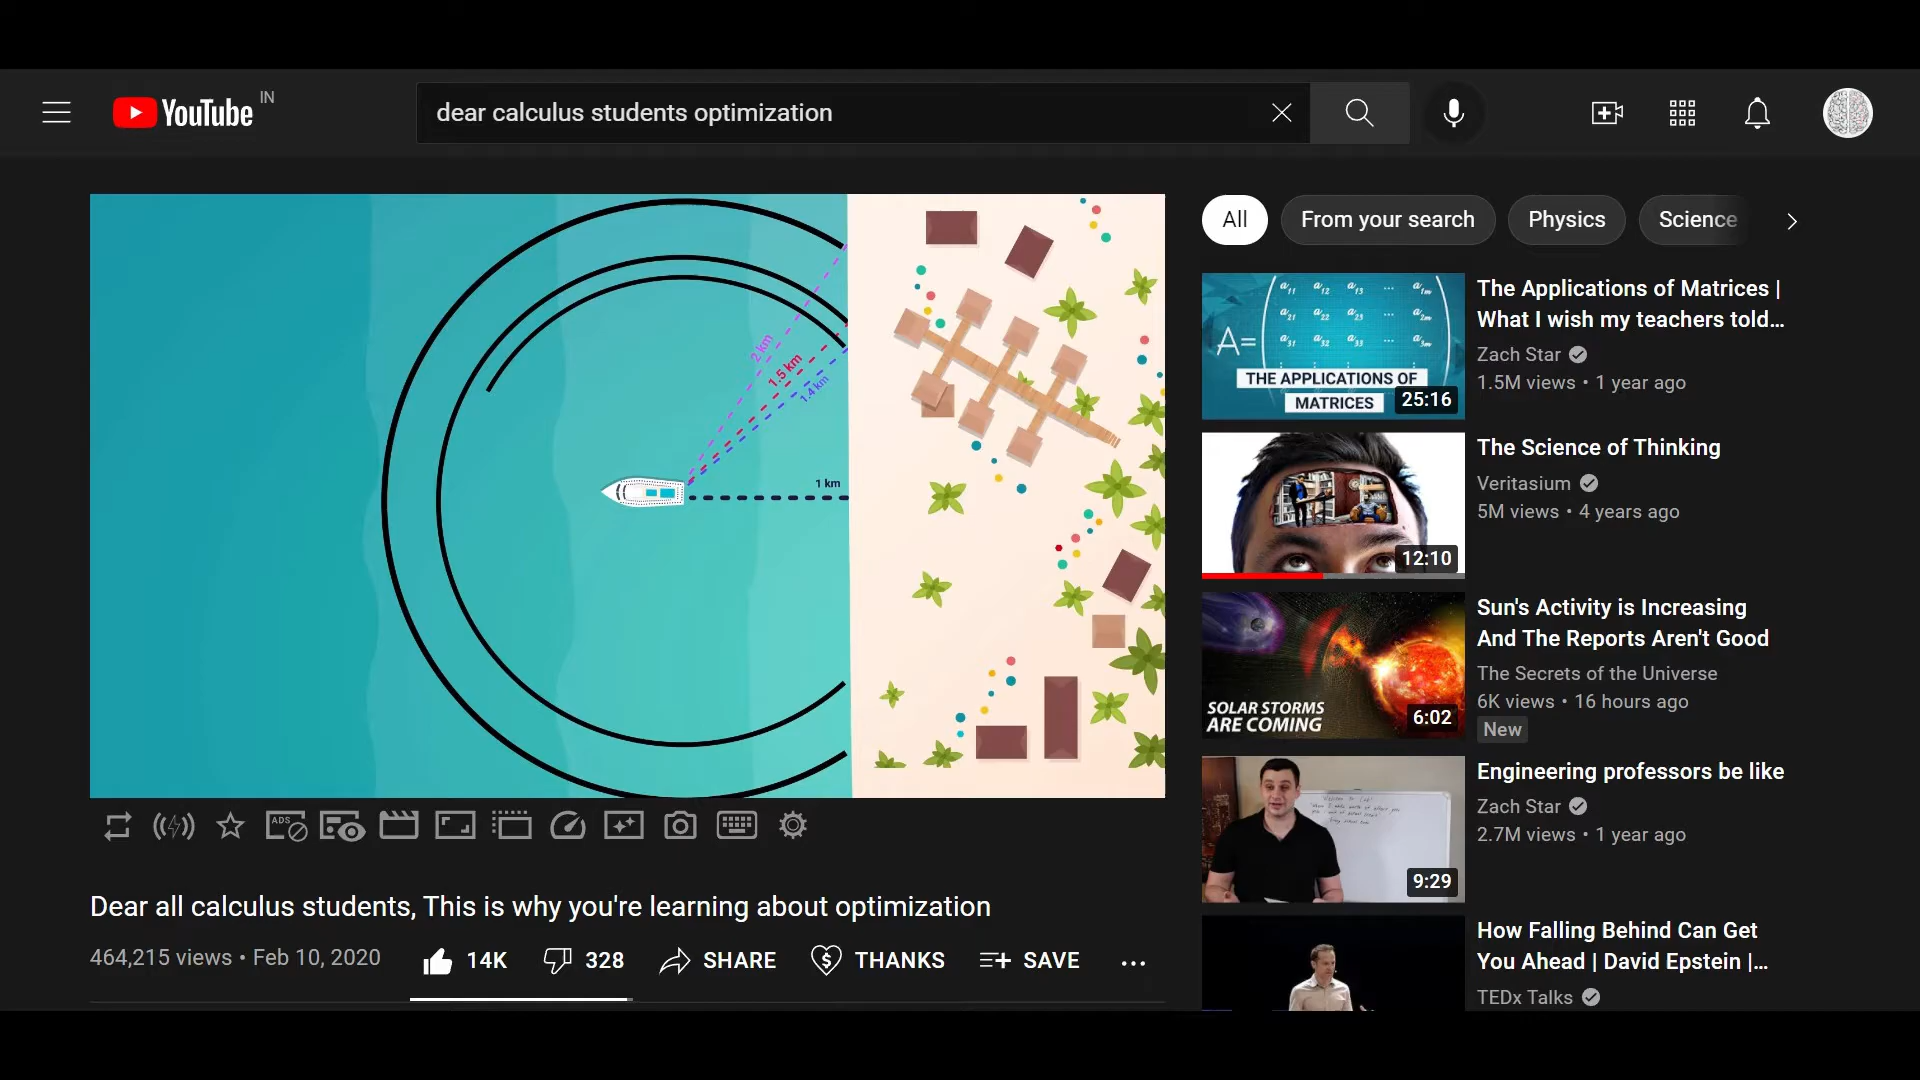 YouTube IN
dear calculus students optimization
2 km
1.5 km
1.4 km
1 km
ADS
Dear all calculus students, This is why you're learning about optimization
464,215 views • Feb 10, 2020
14K
328
SHARE
THANKS
SAVE
All
From your search
Physics
Science
A=
THE APPLICATIONS OF
MATRICES
25:16
The Applications of Matrices |
What I wish my teachers told...
Zach Star
1.5M views • 1 year ago
12:10
The Science of Thinking
Veritasium
5M views • 4 years ago
SOLAR STORMS
ARE COMING
6:02
Sun's Activity is Increasing
And The Reports Aren't Good
The Secrets of the Universe
6K views • 16 hours ago
New
9:29
Engineering professors be like
Zach Star
2.7M views • 1 year ago
How Falling Behind Can Get
You Ahead | David Epstein |...
TEDx Talks